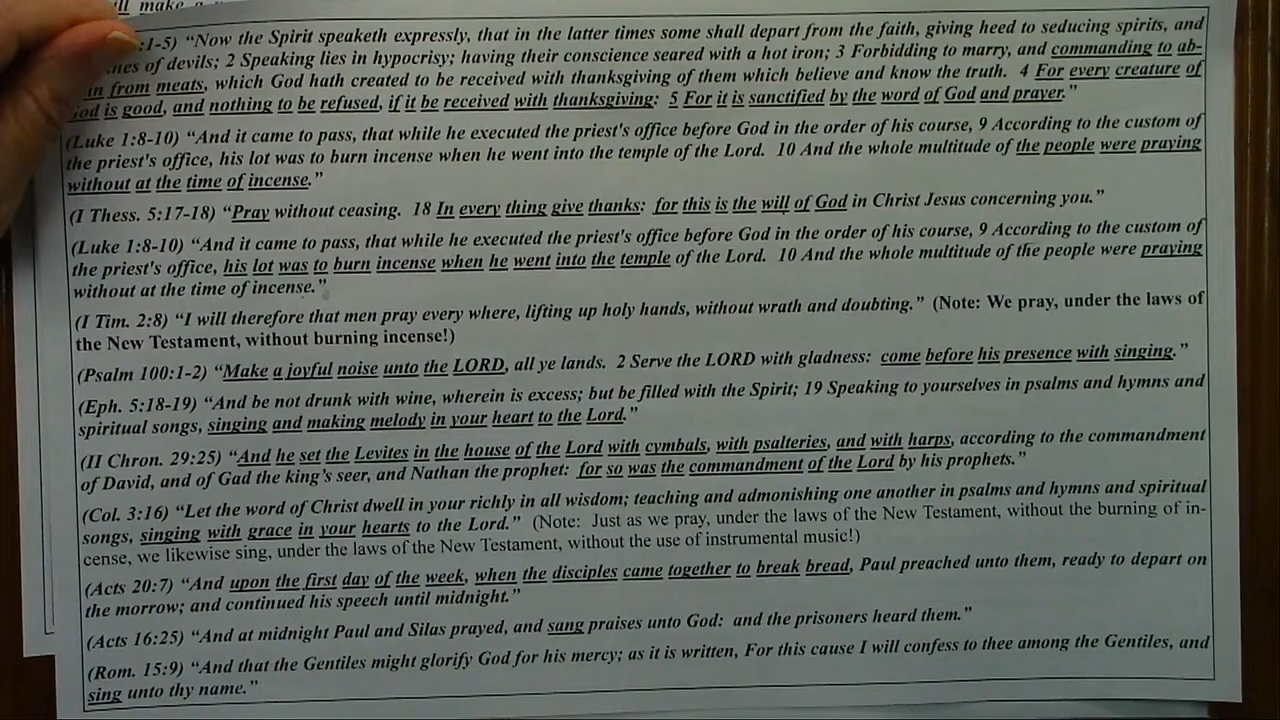 ill make a
:1-5) “Now the Spirit speaketh expressly, that in the latter times some shall depart from the faith, giving heed to seducing spirits, and
nes of devils; 2 Speaking lies in hypocrisy; having their conscience seared with a hot iron; 3 Forbidding to marry, and commanding to ab-
in from meats, which God hath created to be received with thanksgiving of them which believe and know the truth. 4 For every creature of
God is good, and nothing to be refused, if it be received with thanksgiving: 5 For it is sanctified by the word of God and prayer.”
(Luke 1:8-10) “And it came to pass, that while he executed the priest's office before God in the order of his course, 9 According to the custom of
the priest's office, his lot was to burn incense when he went into the temple of the Lord. 10 And the whole multitude of the people were praying
without at the time of incense.”
(I Thess. 5:17-18) “Pray without ceasing. 18 In every thing give thanks: for this is the will of God in Christ Jesus concerning you.”
(Luke 1:8-10) “And it came to pass, that while he executed the priest's office before God in the order of his course, 9 According to the custom of
the priest's office, his lot was to burn incense when he went into the temple of the Lord. 10 And the whole multitude of the people were praying
without at the time of incense.”
(I Tim. 2:8) “I will therefore that men pray every where, lifting up holy hands, without wrath and doubting.” (Note: We pray, under the laws of
the New Testament, without burning incense!)
(Psalm 100:1-2) “Make a joyful noise unto the LORD, all ye lands. 2 Serve the LORD with gladness: come before his presence with singing.”
(Eph. 5:18-19) “And be not drunk with wine, wherein is excess; but be filled with the Spirit; 19 Speaking to yourselves in psalms and hymns and
spiritual songs, singing and making melody in your heart to the Lord.”
(II Chron. 29:25) “And he set the Levites in the house of the Lord with cymbals, with psalteries, and with harps, according to the commandment
of David, and of Gad the king’s seer, and Nathan the prophet: for so was the commandment of the Lord by his prophets.”
(Col. 3:16) “Let the word of Christ dwell in your richly in all wisdom; teaching and admonishing one another in psalms and hymns and spiritual
songs, singing with grace in your hearts to the Lord.” (Note: Just as we pray, under the laws of the New Testament, without the burning of in-
cense, we likewise sing, under the laws of the New Testament, without the use of instrumental music!)
(Acts 20:7) “And upon the first day of the week, when the disciples came together to break bread, Paul preached unto them, ready to depart on
the morrow; and continued his speech until midnight.”
(Acts 16:25) “And at midnight Paul and Silas prayed, and sang praises unto God: and the prisoners heard them.”
(Rom. 15:9) “And that the Gentiles might glorify God for his mercy; as it is written, For this cause I will confess to thee among the Gentiles, and
sing unto thy name.”